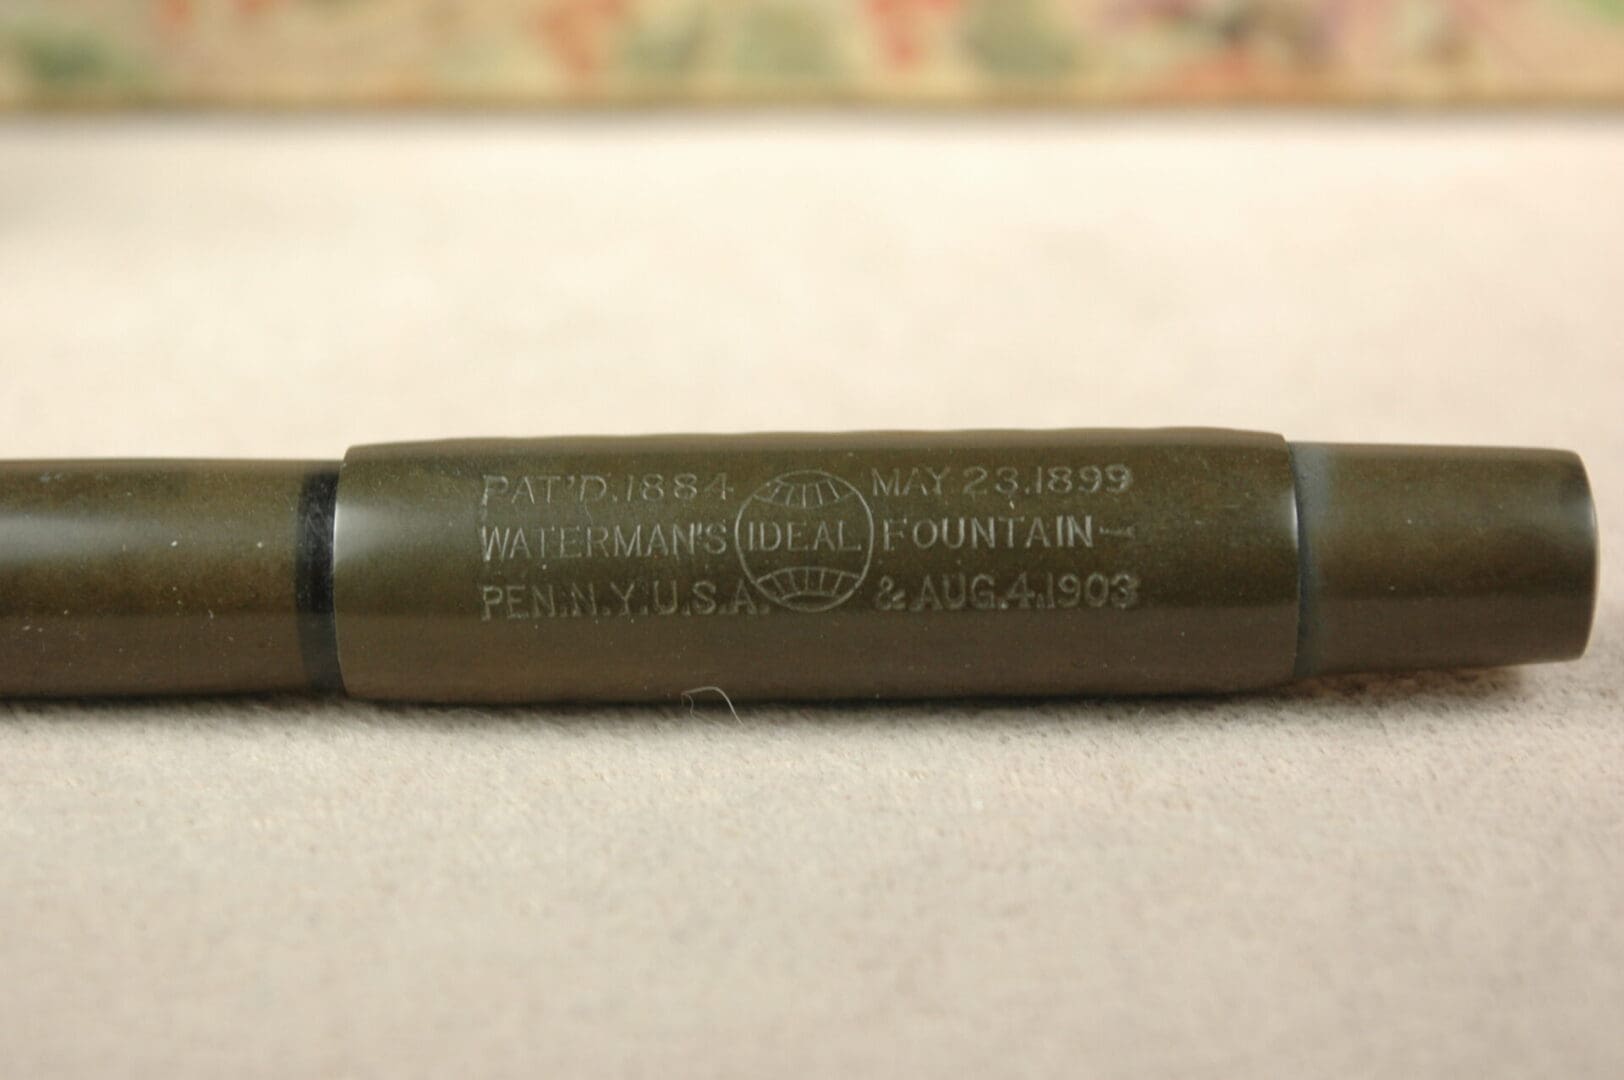 PAT'D.1884 MAY 23.1899
WATERMAN'S IDEAL FOUNTAIN-
PEN.N.Y.U.S.A. & AUG.4.1903